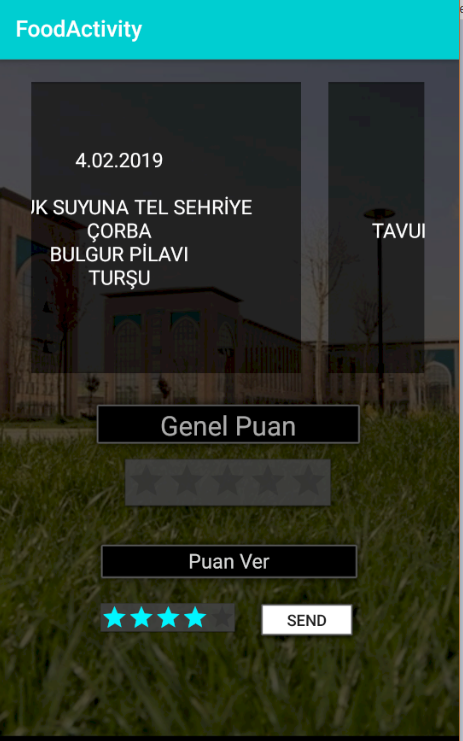 FoodActivity
4.02.2019
UK SUYUNA TEL SEHRİYE
ÇORBA
BULGUR PİLAVI
TURŞU
TAVU
Genel Puan
Puan Ver
SEND